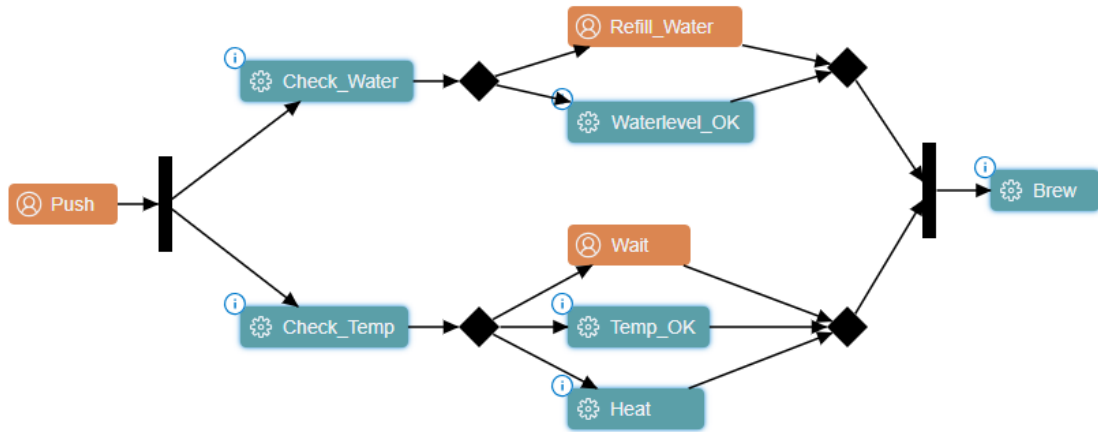 Refill_Water
Check_Water
Waterlevel_OK
Push
Brew
Wait
Check_Temp
Temp_OK
Heat